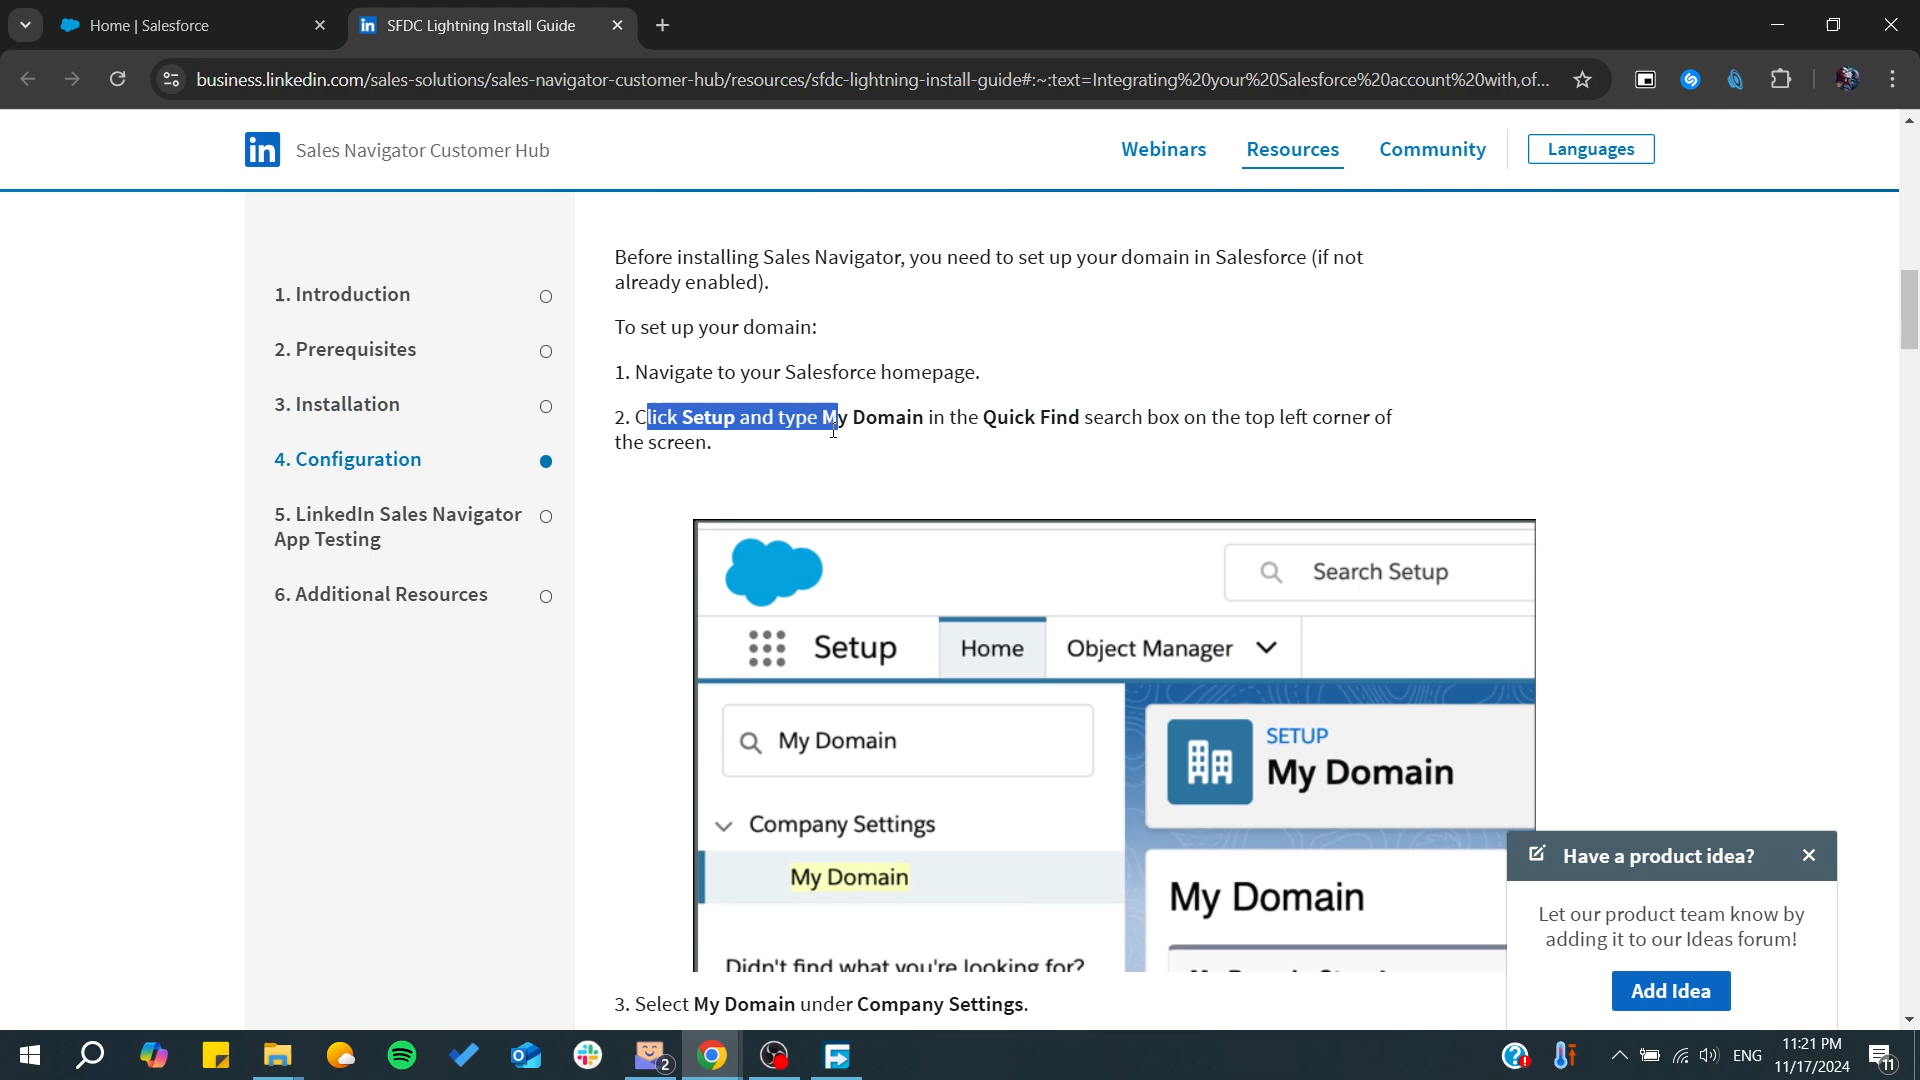 Home | Salesforce
SFDC Lightning Install Guide
business.linkedin.com/sales-solutions/sales-navigator-customer-hub/resources/sfdc-lightning-install-guide#:~:text=Integrating%20your%20Salesforce%20account%20with,of...
in Sales Navigator Customer Hub
Webinars
Resources
Community
Languages
1. Introduction
2. Prerequisites
3. Installation
4. Configuration
5. LinkedIn Sales Navigator
App Testing
6. Additional Resources
Before installing Sales Navigator, you need to set up your domain in Salesforce (if not
already enabled).
To set up your domain:
1. Navigate to your Salesforce homepage.
2. Click Setup and type My Domain in the Quick Find search box on the top left corner of
the screen.
Search Setup
Setup
Home
Object Manager
My Domain
Company Settings
My Domain
Didn't find what you're looking for?
SETUP
My Domain
My Domain
3. Select My Domain under Company Settings.
Have a product idea?
Let our product team know by
adding it to our Ideas forum!
Add Idea
2
ENG
11:21 PM
11/17/2024
11